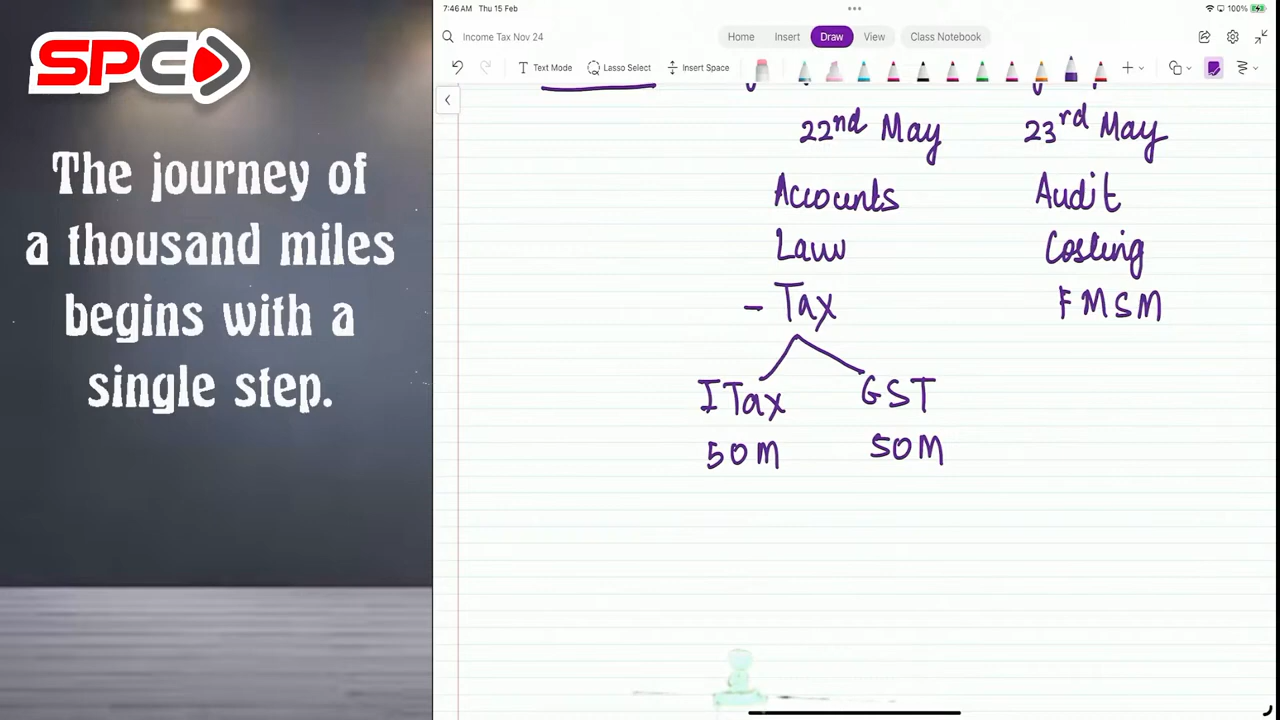 SPE
The journey of
a thousand miles
begins with a
single step.
7:46 AM Thu 15 Feb
100%
Income Tax Nov 24
Home Insert Draw View Class Notebook
Text Mode Lasso Select Insert Space
22nd May 23rd May
Accounts Audit
Law Costing
- Tax FMSM
I Tax GST
50M 50M